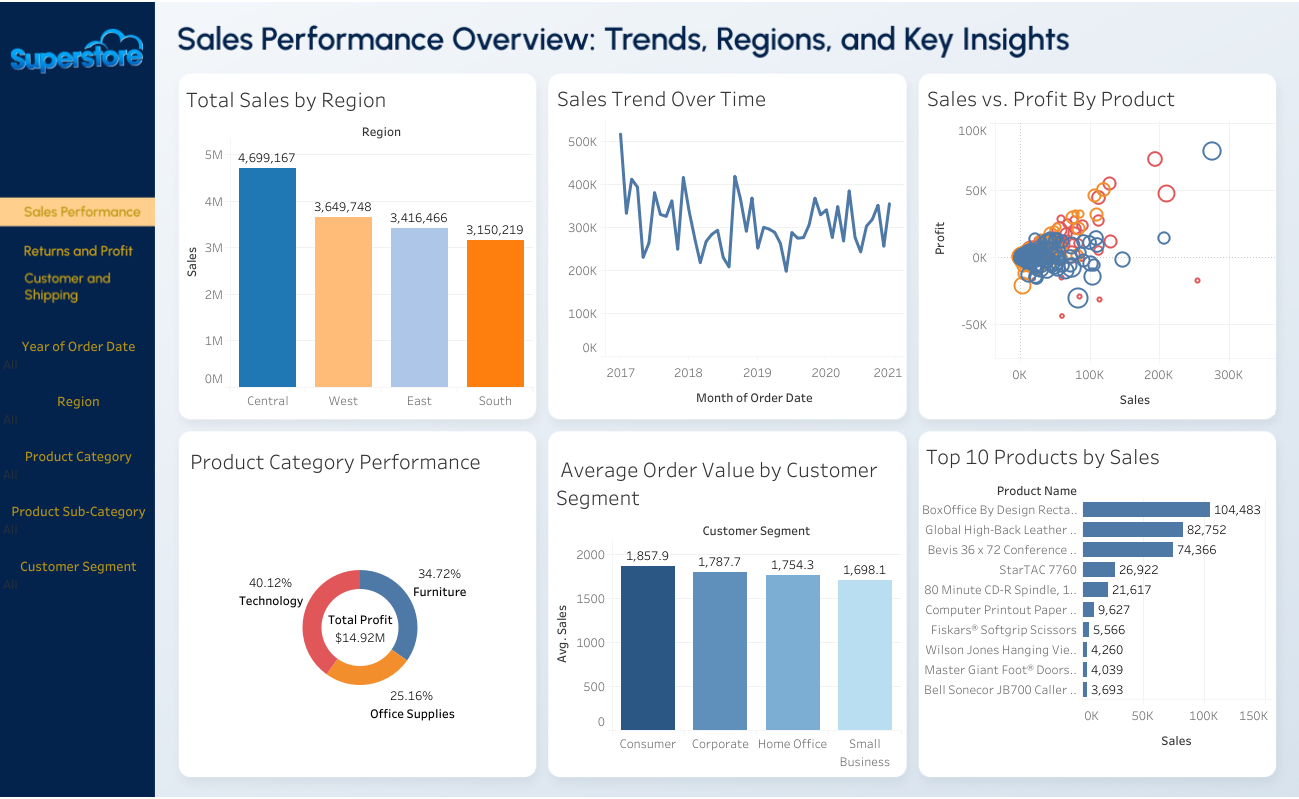 Superstore
Sales Performance Overview: Trends, Regions, and Key Insights
Sales Performance
Returns and Profit
Customer and
Shipping
Year of Order Date
All
Region
All
Product Category
All
Product Sub-Category
All
Customer Segment
All
Total Sales by Region
Region
Sales
5M
4M
3M
2M
1M
0M
4,699,167
3,649,748
3,416,466
3,150,219
Central
West
East
South
Sales Trend Over Time
500K
400K
300K
200K
100K
0K
2017
2018
2019
2020
2021
Month of Order Date
Sales vs. Profit By Product
Profit
100K
50K
0K
-50K
0K
100K
200K
300K
Sales
Product Category Performance
40.12%
Technology
34.72%
Furniture
Total Profit
$14.92M
25.16%
Office Supplies
Average Order Value by Customer
Segment
Customer Segment
Avg. Sales
2000
1500
1000
500
0
1,857.9
1,787.7
1,754.3
1,698.1
Consumer
Corporate
Home Office
Small
Business
Top 10 Products by Sales
Product Name
BoxOffice By Design Recta.. 104,483
Global High-Back Leather .. 82,752
Bevis 36 x 72 Conference .. 74,366
StarTAC 7760 26,922
80 Minute CD-R Spindle, 1.. 21,617
Computer Printout Paper .. 9,627
Fiskars® Softgrip Scissors 5,566
Wilson Jones Hanging Vie.. 4,260
Master Giant Foot® Doors.. 4,039
Bell Sonecor JB700 Caller .. 3,693
0K
50K
100K
150K
Sales